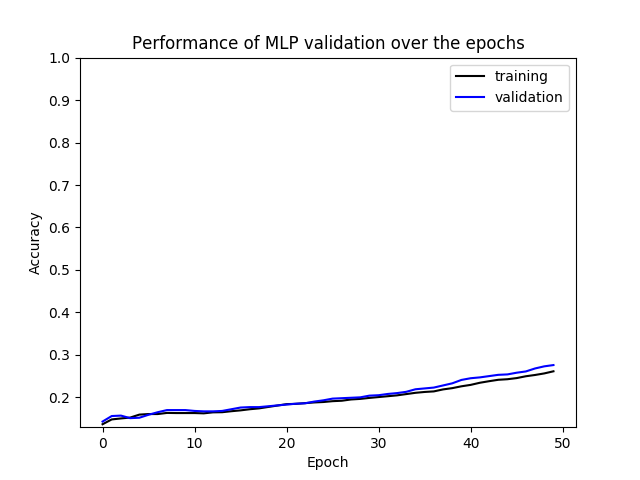 Performance of MLP validation over the epochs
training
validation
Accuracy
1.0
0.9
0.8
0.7
0.6
0.5
0.4
0.3
0.2
0 10 20 30 40 50
Epoch